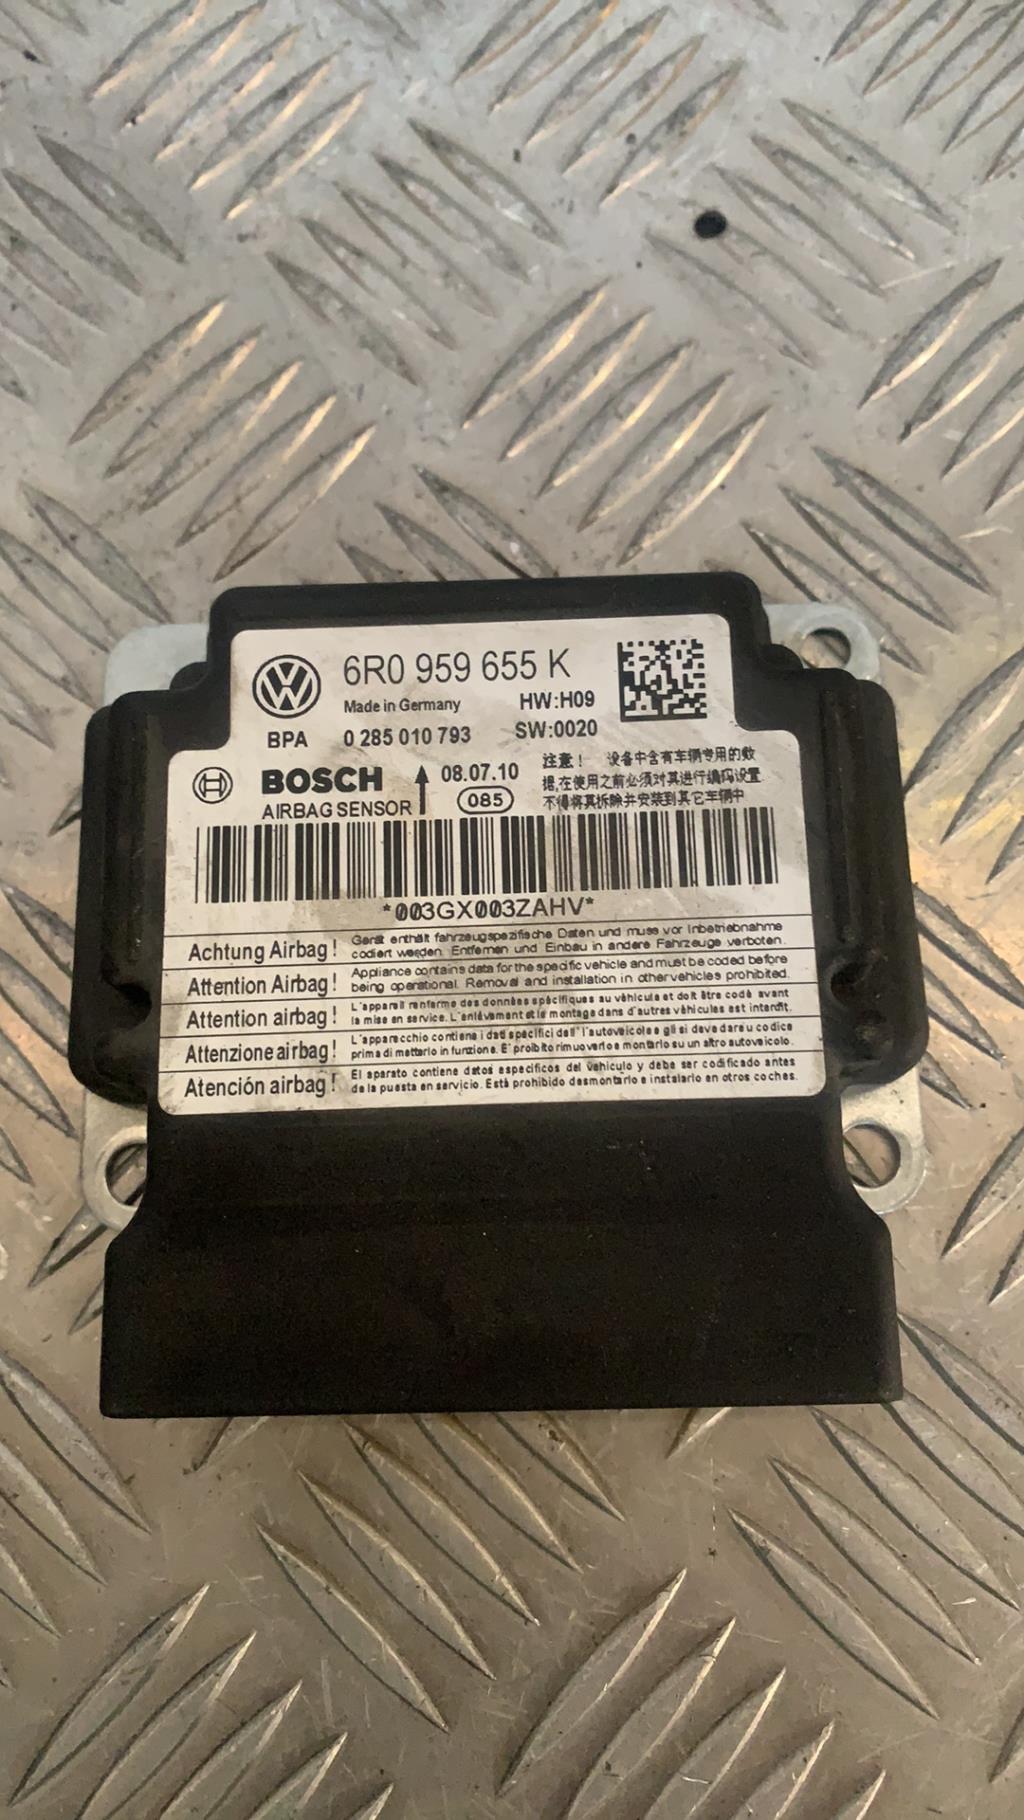 6R0 959 655 K
Made in Germany HW:H09
BPA 0 285 010 793 SW:0020
BOSCH 08.07.10
AIRBAG SENSOR 085
注意！ 设备中含有车辆专用的数
据,在使用之前必须对其进行编码设置
不得将其拆除并安装到其它车辆中
*003GX003ZAHV*
Achtung Airbag! Gerät enthält fahrzeugspezifische Daten und muss vor Inbetriebnahme
codiert werden. Entfernen und Einbau in andere Fahrzeuge verboten.
Attention Airbag! Appliance contains data for the specific vehicle and must be coded before
being operational. Removal and installation in other vehicles prohibited.
Attention airbag! L'appareil renferme des données spécifiques au véhicule et doit être codé avant
la mise en service. L'enlèvement et le montage dans d'autres véhicules est interdit.
Attenzione airbag! L'apparecchio contiene i dati specifici dell'autoveicolo e gli si deve dare u codice
prima di metterlo in funzione. E' proibito rimuoverlo e montarlo su un altro autoveicolo.
Atención airbag! El aparato contiene datos especificos del vehiculo y debe ser codificado antes
de la puesta en servicio. Está prohibido desmontarlo e instalarlo en otros coches.